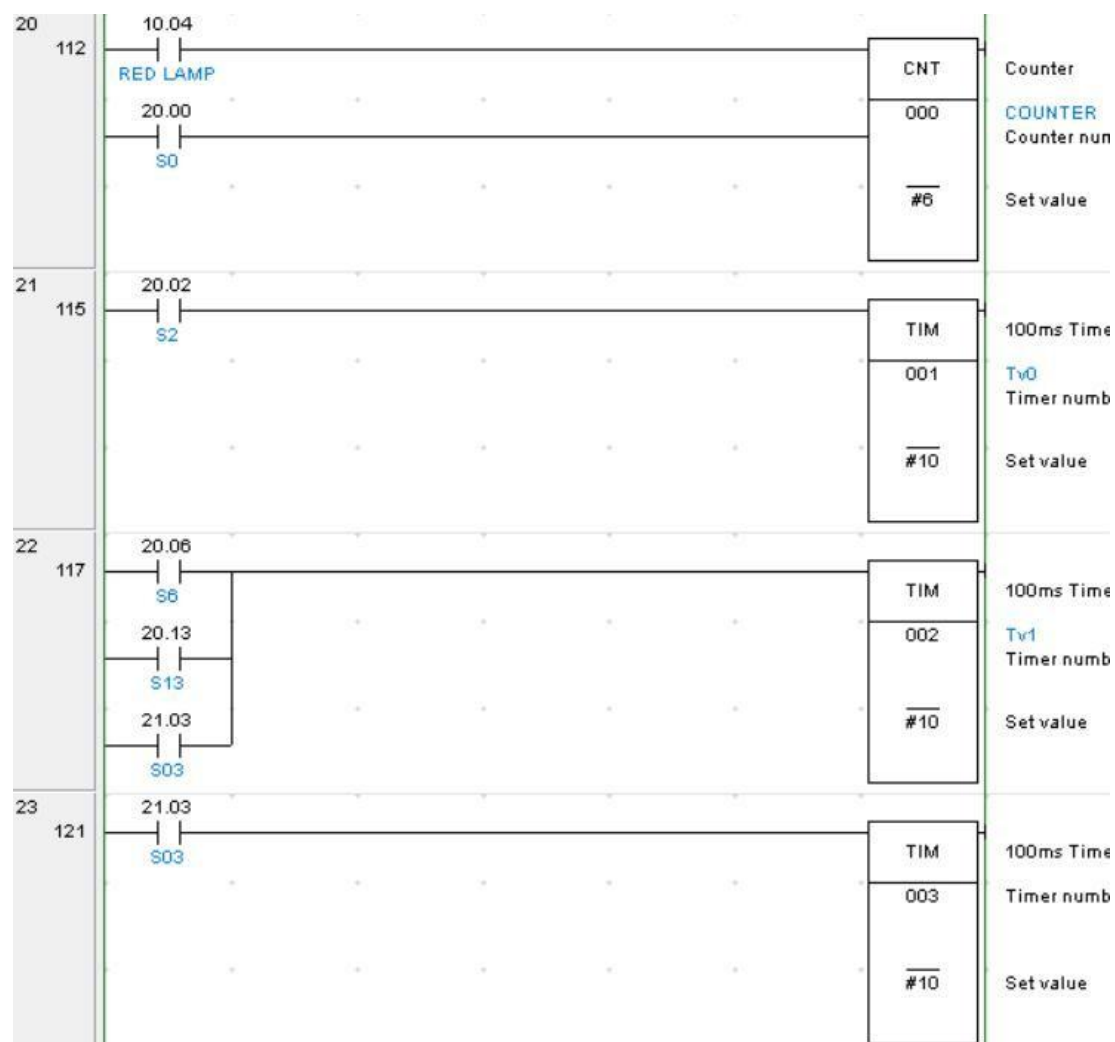 20 10.04
112
RED LAMP CNT Counter
20.00 000 COUNTER
Counter num
S0
#6 Set value
21 20.02
115
S2 TIM 100ms Time
001 Tv0
Timer numb
#10 Set value
22 20.06
117
S6 TIM 100ms Time
20.13 002 Tv1
Timer numb
S13
21.03 #10 Set value
S03
23 21.03
121
S03 TIM 100ms Time
003 Timer numb
#10 Set value